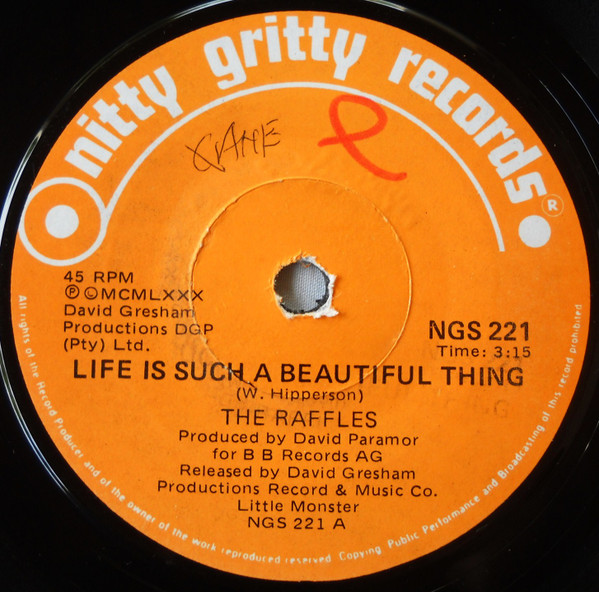 nitty gritty records®
45 RPM
℗ ©MCMLXXX
David Gresham
Productions DGP
(Pty) Ltd.
NGS 221
Time: 3:15
LIFE IS SUCH A BEAUTIFUL THING
(W. Hipperson)
THE RAFFLES
Produced by David Paramor
for B B Records AG
Released by David Gresham
Productions Record & Music Co.
Little Monster
NGS 221 A
All rights of the Record Producer and of the owner of the work reproduced reserved. Copying, Public Performance and Broadcasting of this record prohibited